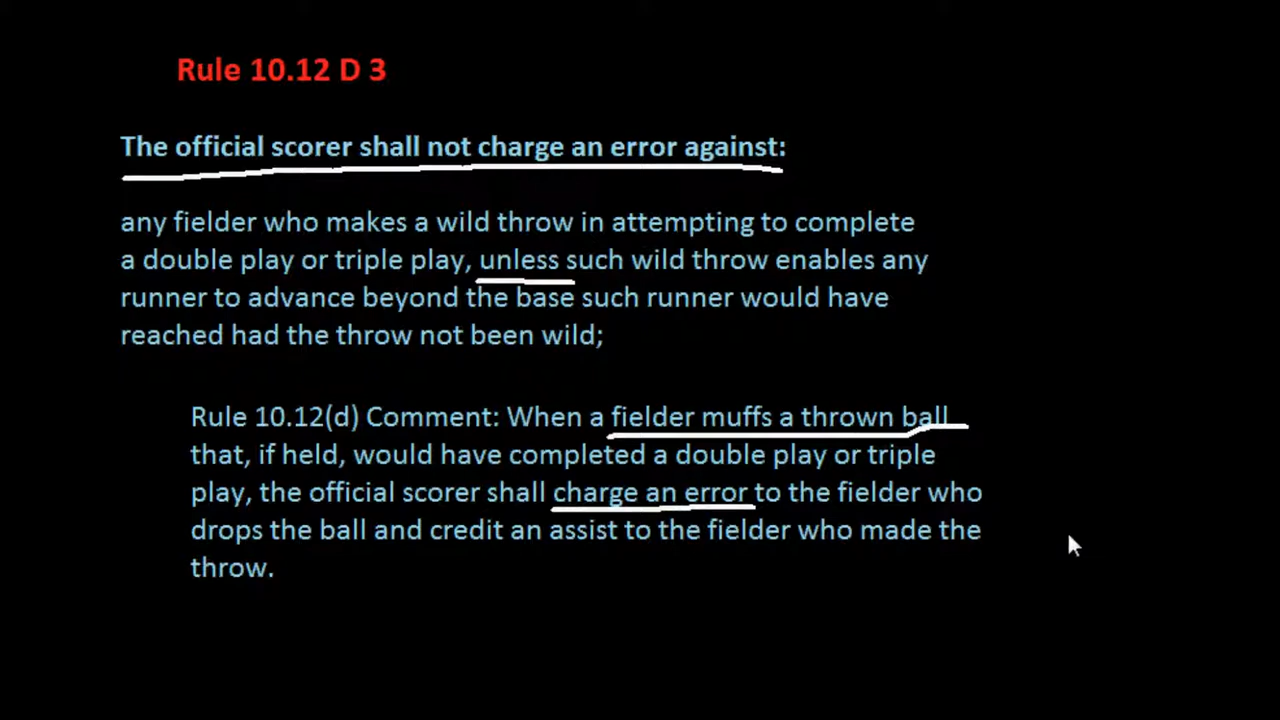 Rule 10.12 D 3
The official scorer shall not charge an error against:
any fielder who makes a wild throw in attempting to complete
a double play or triple play, unless such wild throw enables any
runner to advance beyond the base such runner would have
reached had the throw not been wild;
Rule 10.12(d) Comment: When a fielder muffs a thrown ball
that, if held, would have completed a double play or triple
play, the official scorer shall charge an error to the fielder who
drops the ball and credit an assist to the fielder who made the
throw.